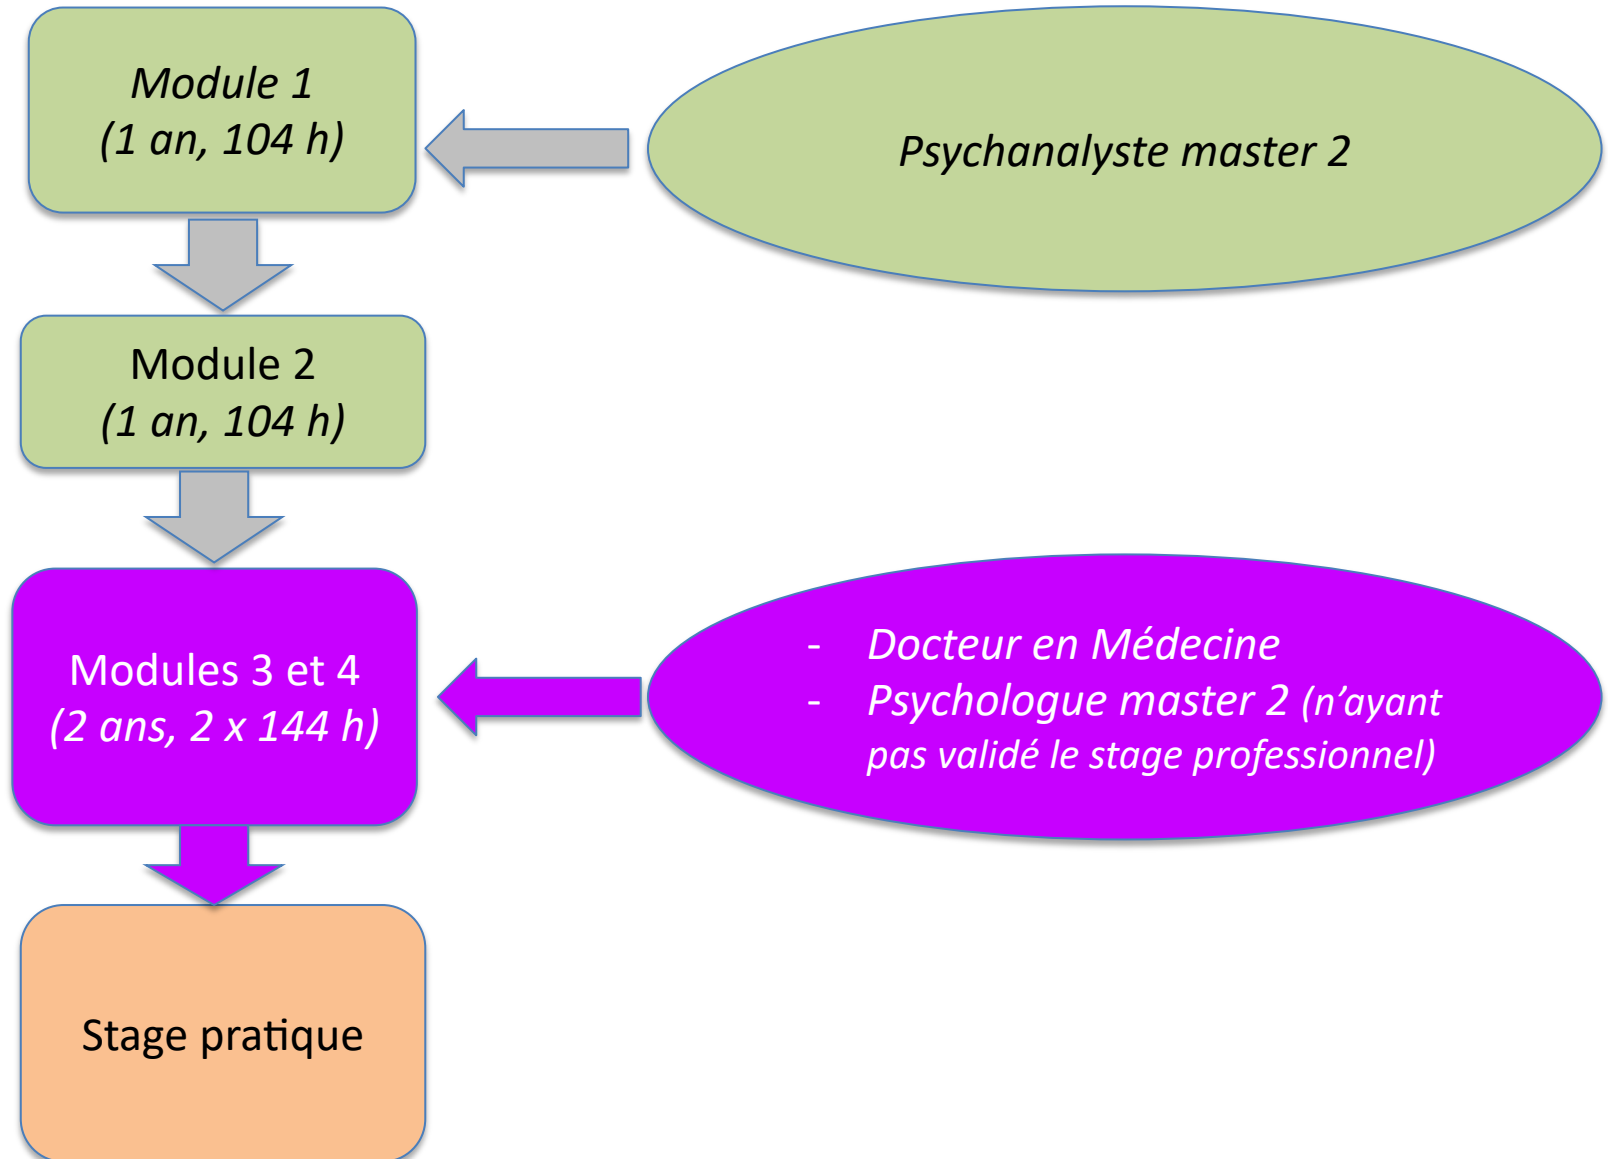 Module 1
(1 an, 104 h)
Psychanalyste master 2
Module 2
(1 an, 104 h)
Modules 3 et 4
(2 ans, 2 x 144 h)
- Docteur en Médecine
- Psychologue master 2 (n’ayant
pas validé le stage professionnel)
Stage pratique